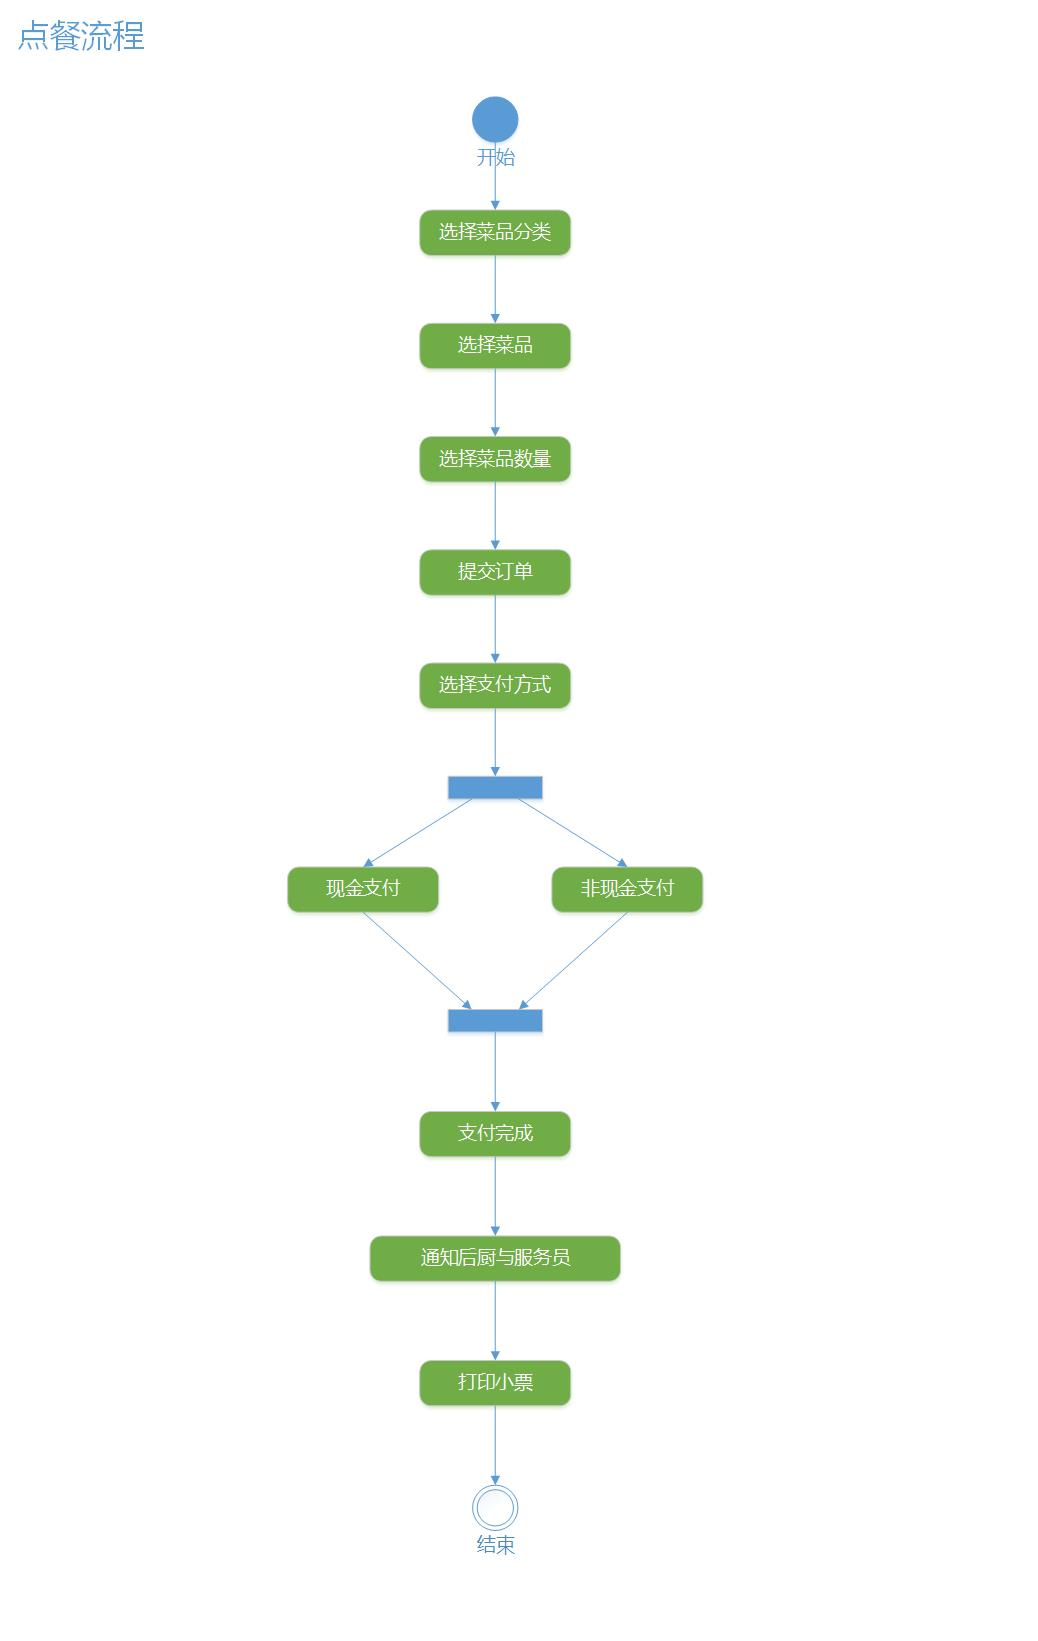 点餐流程
开始
选择菜品分类
选择菜品
选择菜品数量
提交订单
选择支付方式
现金支付
非现金支付
支付完成
通知后厨与服务员
打印小票
结束